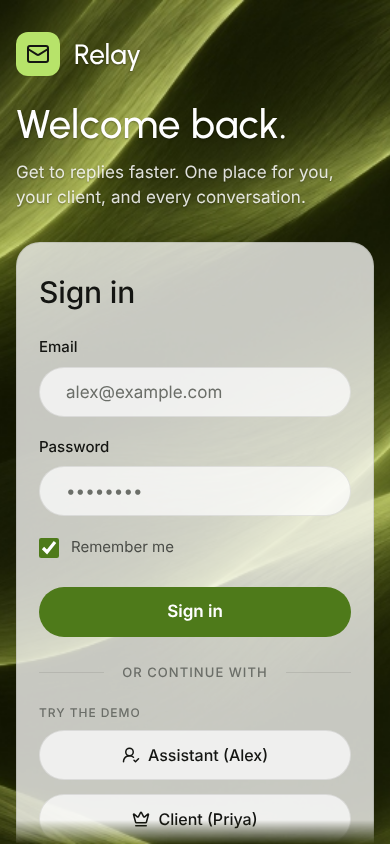 Relay
Welcome back.
Get to replies faster. One place for you,
your client, and every conversation.
Sign in
Email
alex@example.com
Password
••••••••
Remember me
Sign in
OR CONTINUE WITH
TRY THE DEMO
Assistant (Alex)
Client (Priya)